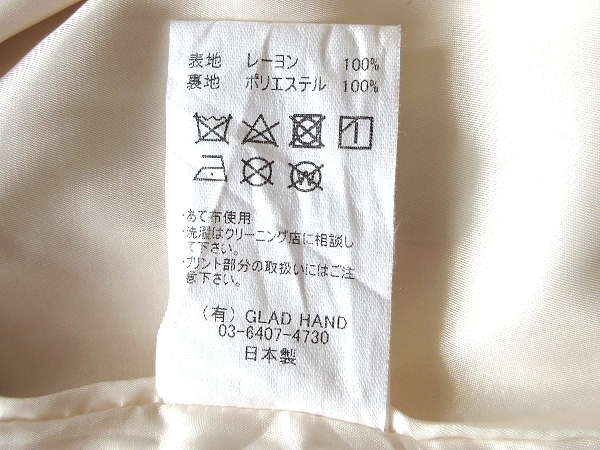 表地 レーヨン 100%
裏地 ポリエステル 100%
・あて布使用
・洗濯はクリーニング店に相談し
て下さい。
・プリント部分の取扱いにはご注
意下さい。
(有) GLAD HAND
03-6407-4730
日本製